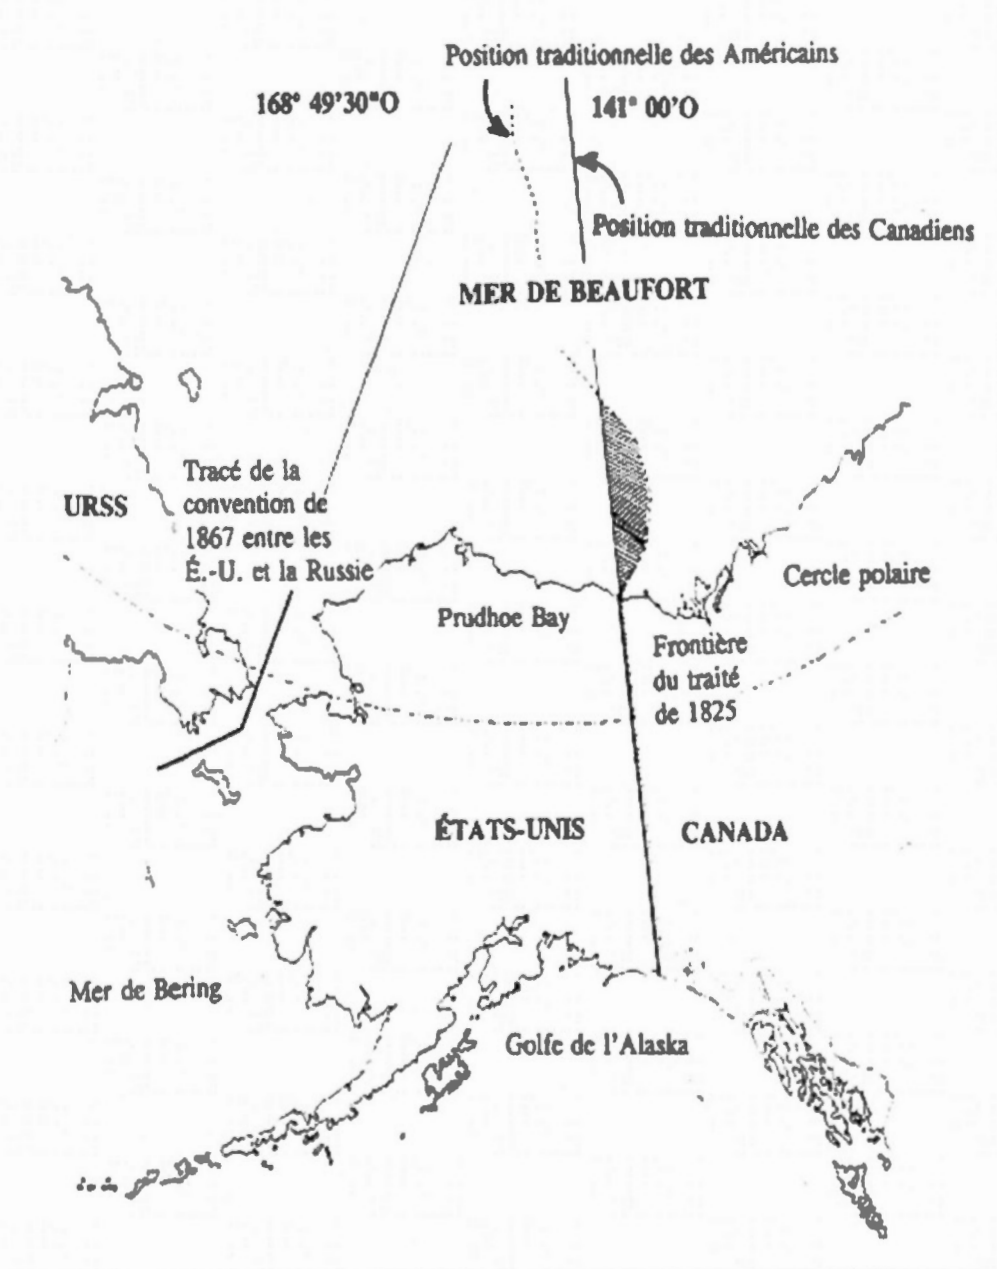 Position traditionnelle des Américains
168° 49'30"O
141° 00'O
Position traditionnelle des Canadiens
MER DE BEAUFORT
Tracé de la
convention de
1867 entre les
É.-U. et la Russie
URSS
Cercle polaire
Prudhoe Bay
Frontière
du traité
de 1825
ÉTATS-UNIS
CANADA
Mer de Bering
Golfe de l'Alaska